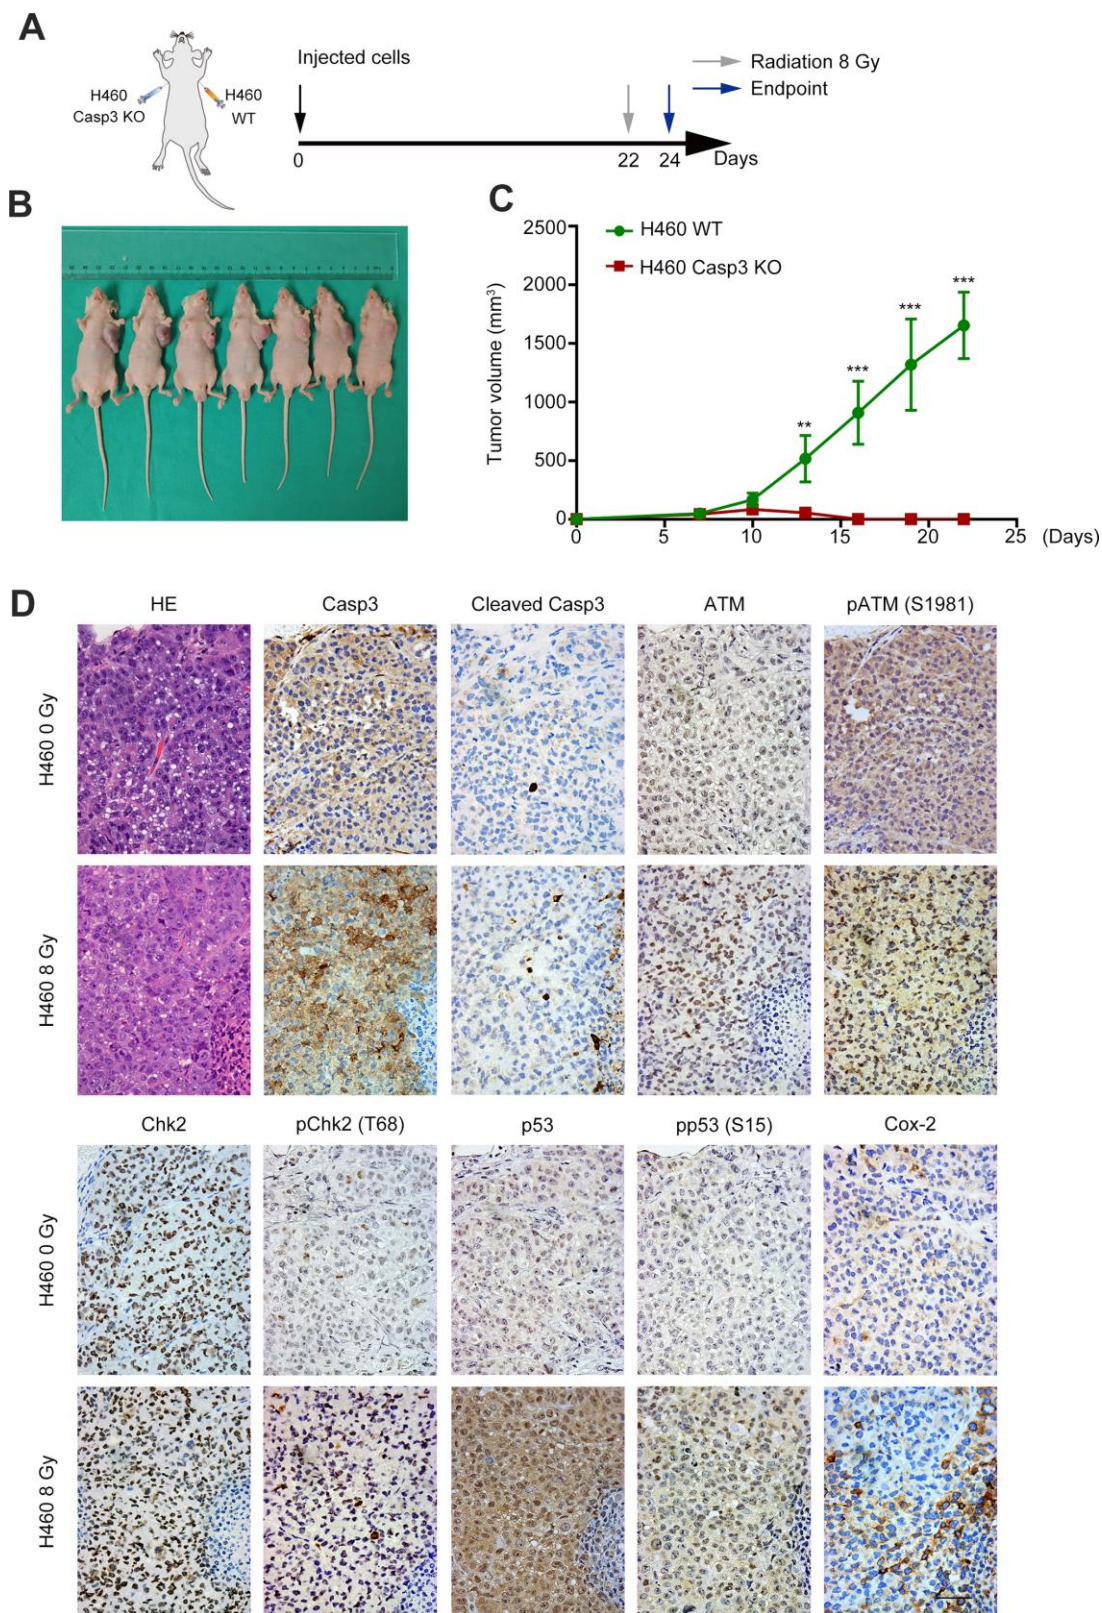 A
Injected cells
Radiation 8 Gy
Endpoint
H460
Casp3 KO
H460
WT
0
22
24
Days
B
C
2500
2000
1500
1000
500
0
Tumor volume (mm³)
H460 WT
H460 Casp3 KO
**
***
***
***
0
5
10
15
20
25
(Days)
D
HE
Casp3
Cleaved Casp3
ATM
pATM (S1981)
H460 0 Gy
H460 8 Gy
Chk2
pChk2 (T68)
p53
pp53 (S15)
Cox-2
H460 0 Gy
H460 8 Gy